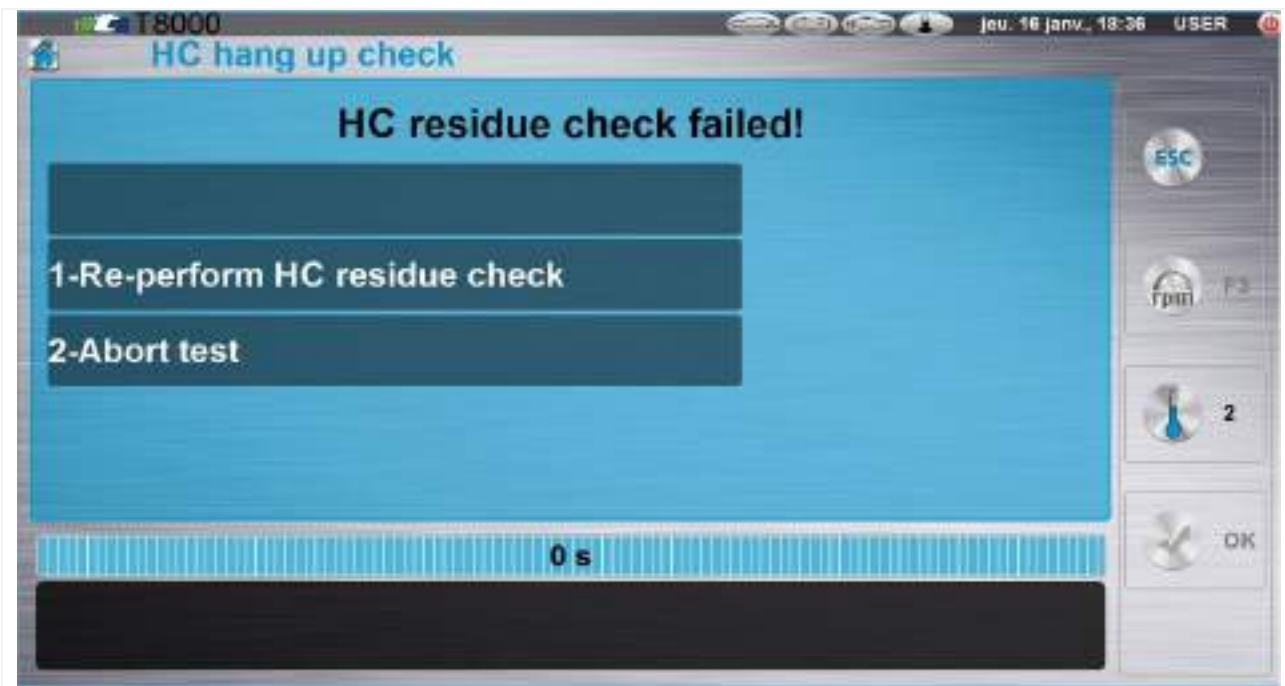 T8000
jeu. 16 janv., 18:36 USER
HC hang up check
HC residue check failed!
ESC
1-Re-perform HC residue check
rpm F3
2-Abort test
2
0 s
OK